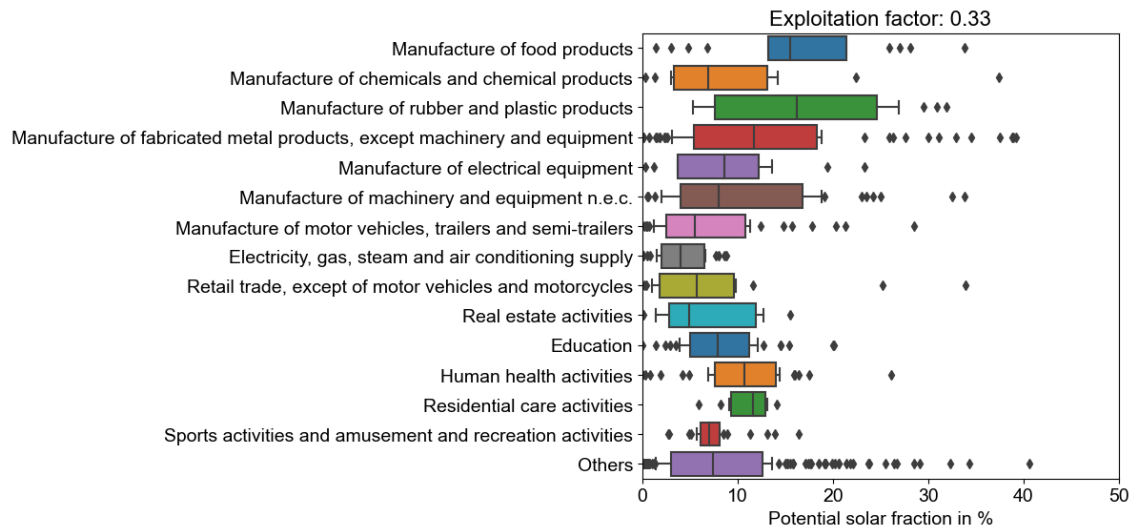 Exploitation factor: 0.33
Manufacture of food products
Manufacture of chemicals and chemical products
Manufacture of rubber and plastic products
Manufacture of fabricated metal products, except machinery and equipment
Manufacture of electrical equipment
Manufacture of machinery and equipment n.e.c.
Manufacture of motor vehicles, trailers and semi-trailers
Electricity, gas, steam and air conditioning supply
Retail trade, except of motor vehicles and motorcycles
Real estate activities
Education
Human health activities
Residential care activities
Sports activities and amusement and recreation activities
Others
0 10 20 30 40 50
Potential solar fraction in %